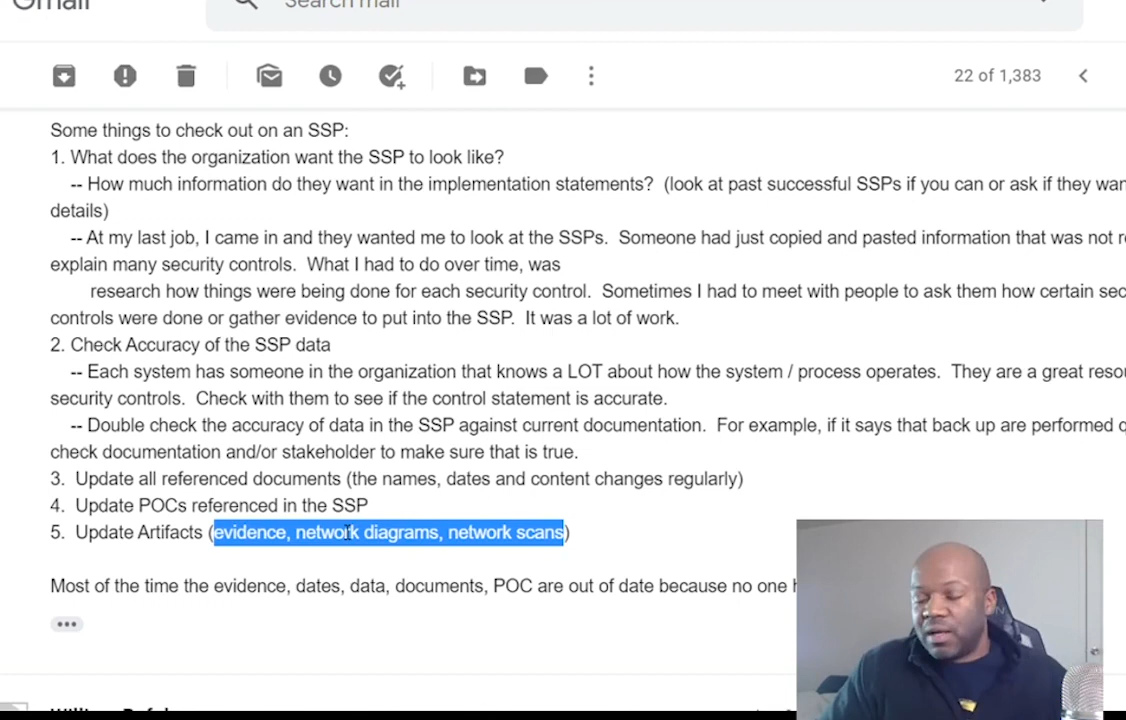 Gmail
Search mail
22 of 1,383
Some things to check out on an SSP:
1. What does the organization want the SSP to look like?
-- How much information do they want in the implementation statements? (look at past successful SSPs if you can or ask if they wan
details)
-- At my last job, I came in and they wanted me to look at the SSPs. Someone had just copied and pasted information that was not r
explain many security controls. What I had to do over time, was
research how things were being done for each security control. Sometimes I had to meet with people to ask them how certain sec
controls were done or gather evidence to put into the SSP. It was a lot of work.
2. Check Accuracy of the SSP data
-- Each system has someone in the organization that knows a LOT about how the system / process operates. They are a great reso
security controls. Check with them to see if the control statement is accurate.
-- Double check the accuracy of data in the SSP against current documentation. For example, if it says that back up are performed
check documentation and/or stakeholder to make sure that is true.
3. Update all referenced documents (the names, dates and content changes regularly)
4. Update POCs referenced in the SSP
5. Update Artifacts (evidence, network diagrams, network scans)
Most of the time the evidence, dates, data, documents, POC are out of date because no one